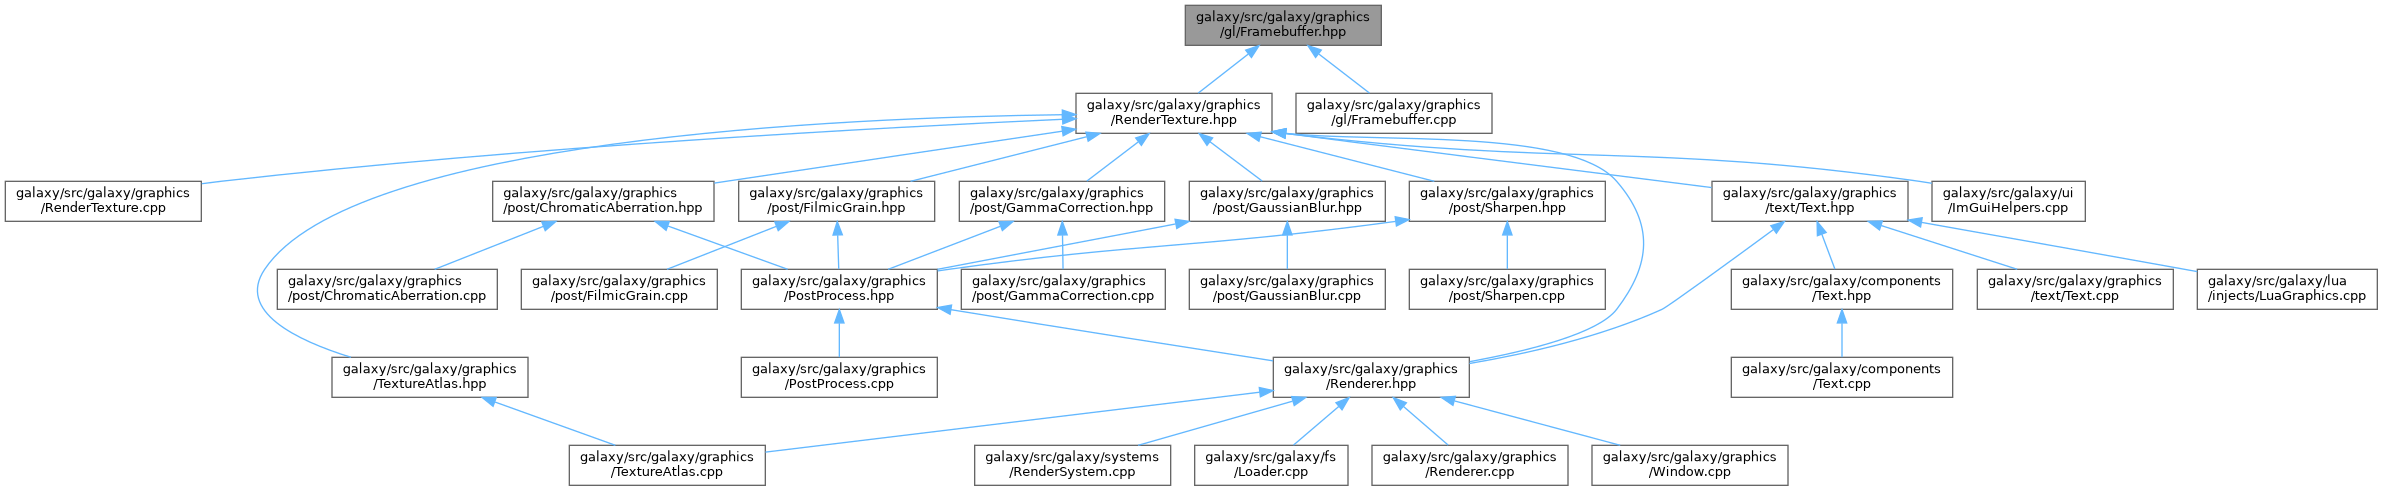 galaxy/src/galaxy/graphics
/gl/Framebuffer.hpp
galaxy/src/galaxy/graphics
/RenderTexture.hpp
galaxy/src/galaxy/graphics
/gl/Framebuffer.cpp
galaxy/src/galaxy/graphics
/RenderTexture.cpp
galaxy/src/galaxy/graphics
/post/ChromaticAberration.hpp
galaxy/src/galaxy/graphics
/post/FilmicGrain.hpp
galaxy/src/galaxy/graphics
/post/GammaCorrection.hpp
galaxy/src/galaxy/graphics
/post/GaussianBlur.hpp
galaxy/src/galaxy/graphics
/post/Sharpen.hpp
galaxy/src/galaxy/graphics
/text/Text.hpp
galaxy/src/galaxy/ui
/ImGuiHelpers.cpp
galaxy/src/galaxy/graphics
/post/ChromaticAberration.cpp
galaxy/src/galaxy/graphics
/post/FilmicGrain.cpp
galaxy/src/galaxy/graphics
/PostProcess.hpp
galaxy/src/galaxy/graphics
/post/GammaCorrection.cpp
galaxy/src/galaxy/graphics
/post/GaussianBlur.cpp
galaxy/src/galaxy/graphics
/post/Sharpen.cpp
galaxy/src/galaxy/components
/Text.hpp
galaxy/src/galaxy/graphics
/text/Text.cpp
galaxy/src/galaxy/lua
/injects/LuaGraphics.cpp
galaxy/src/galaxy/graphics
/TextureAtlas.hpp
galaxy/src/galaxy/graphics
/PostProcess.cpp
galaxy/src/galaxy/graphics
/Renderer.hpp
galaxy/src/galaxy/components
/Text.cpp
galaxy/src/galaxy/graphics
/TextureAtlas.cpp
galaxy/src/galaxy/systems
/RenderSystem.cpp
galaxy/src/galaxy/fs
/Loader.cpp
galaxy/src/galaxy/graphics
/Renderer.cpp
galaxy/src/galaxy/graphics
/Window.cpp